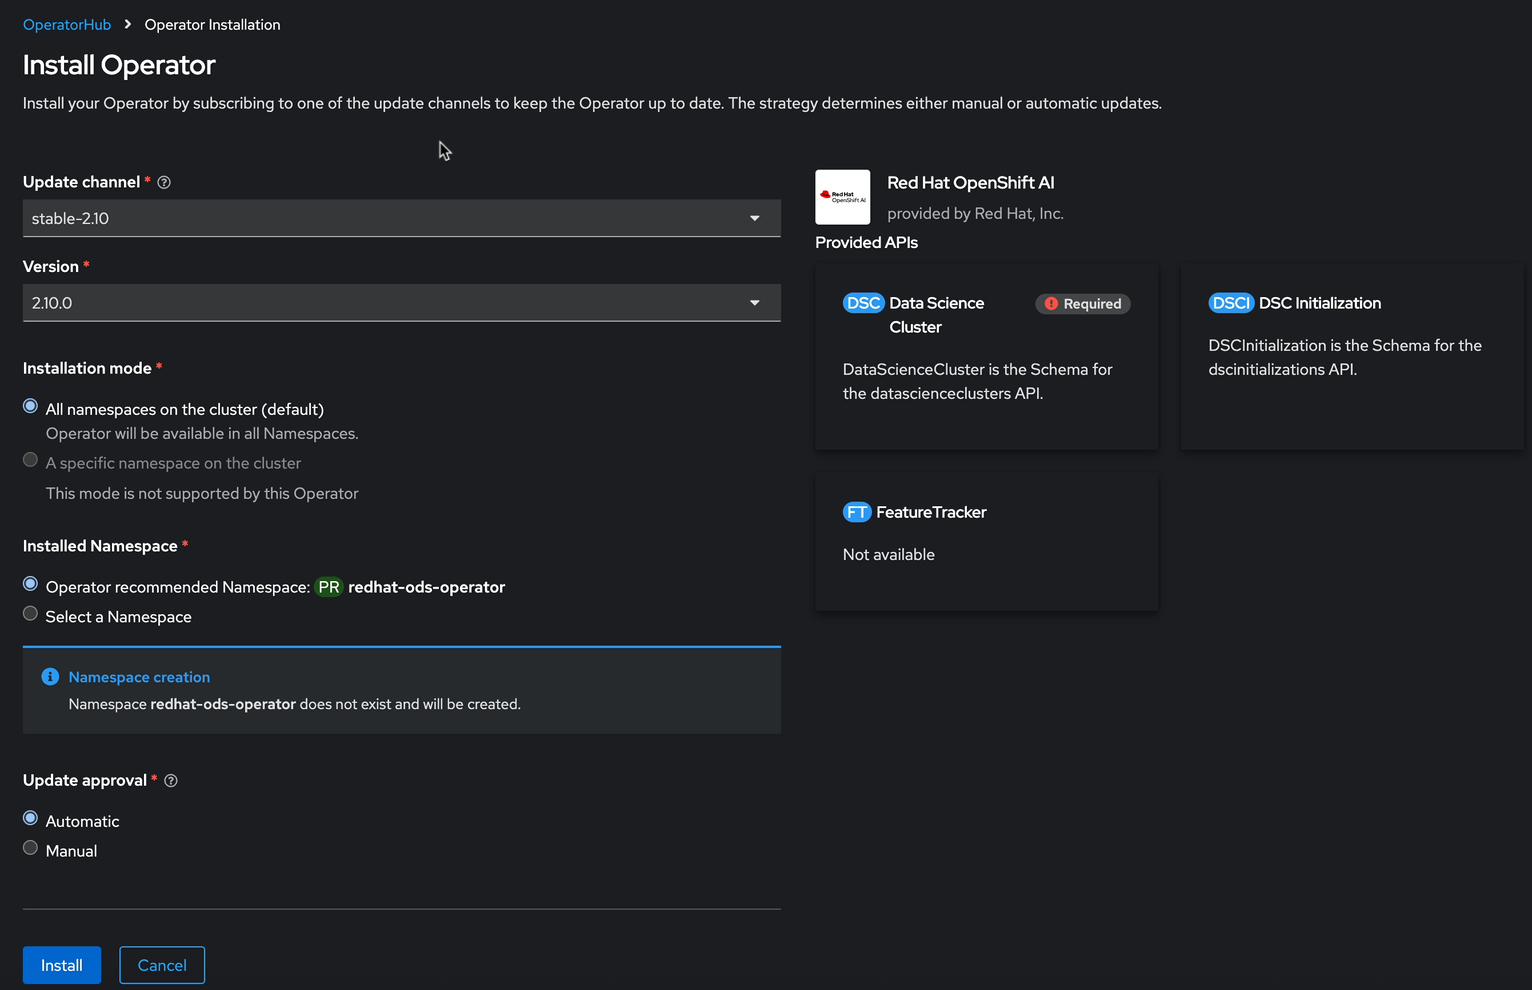 OperatorHub > Operator Installation
Install Operator
Install your Operator by subscribing to one of the update channels to keep the Operator up to date. The strategy determines either manual or automatic updates.
Update channel *
stable-2.10
Version *
2.10.0
Installation mode *
All namespaces on the cluster (default)
Operator will be available in all Namespaces.
A specific namespace on the cluster
This mode is not supported by this Operator
Installed Namespace *
Operator recommended Namespace: PR redhat-ods-operator
Select a Namespace
Namespace creation
Namespace redhat-ods-operator does not exist and will be created.
Update approval *
Automatic
Manual
Install
Cancel
Red Hat
OpenShift AI
Red Hat OpenShift AI
provided by Red Hat, Inc.
Provided APIs
DSC Data Science
Cluster
Required
DataScienceCluster is the Schema for
the datascienceclusters API.
DSCI DSC Initialization
DSCInitialization is the Schema for the
dscinitializations API.
FT FeatureTracker
Not available